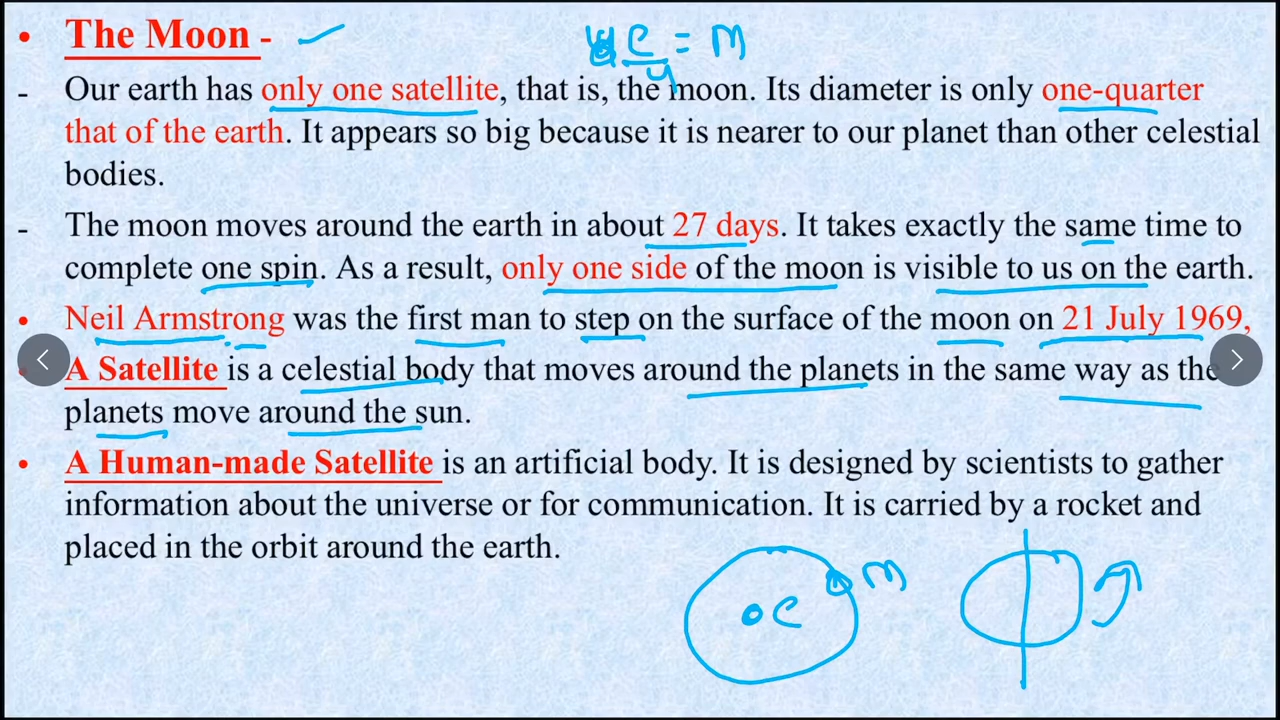 • The Moon -
e/4 = m
- Our earth has only one satellite, that is, the moon. Its diameter is only one-quarter
that of the earth. It appears so big because it is nearer to our planet than other celestial
bodies.
- The moon moves around the earth in about 27 days. It takes exactly the same time to
complete one spin. As a result, only one side of the moon is visible to us on the earth.
• Neil Armstrong was the first man to step on the surface of the moon on 21 July 1969,
• A Satellite is a celestial body that moves around the planets in the same way as the
planets move around the sun.
• A Human-made Satellite is an artificial body. It is designed by scientists to gather
information about the universe or for communication. It is carried by a rocket and
placed in the orbit around the earth.
m
e